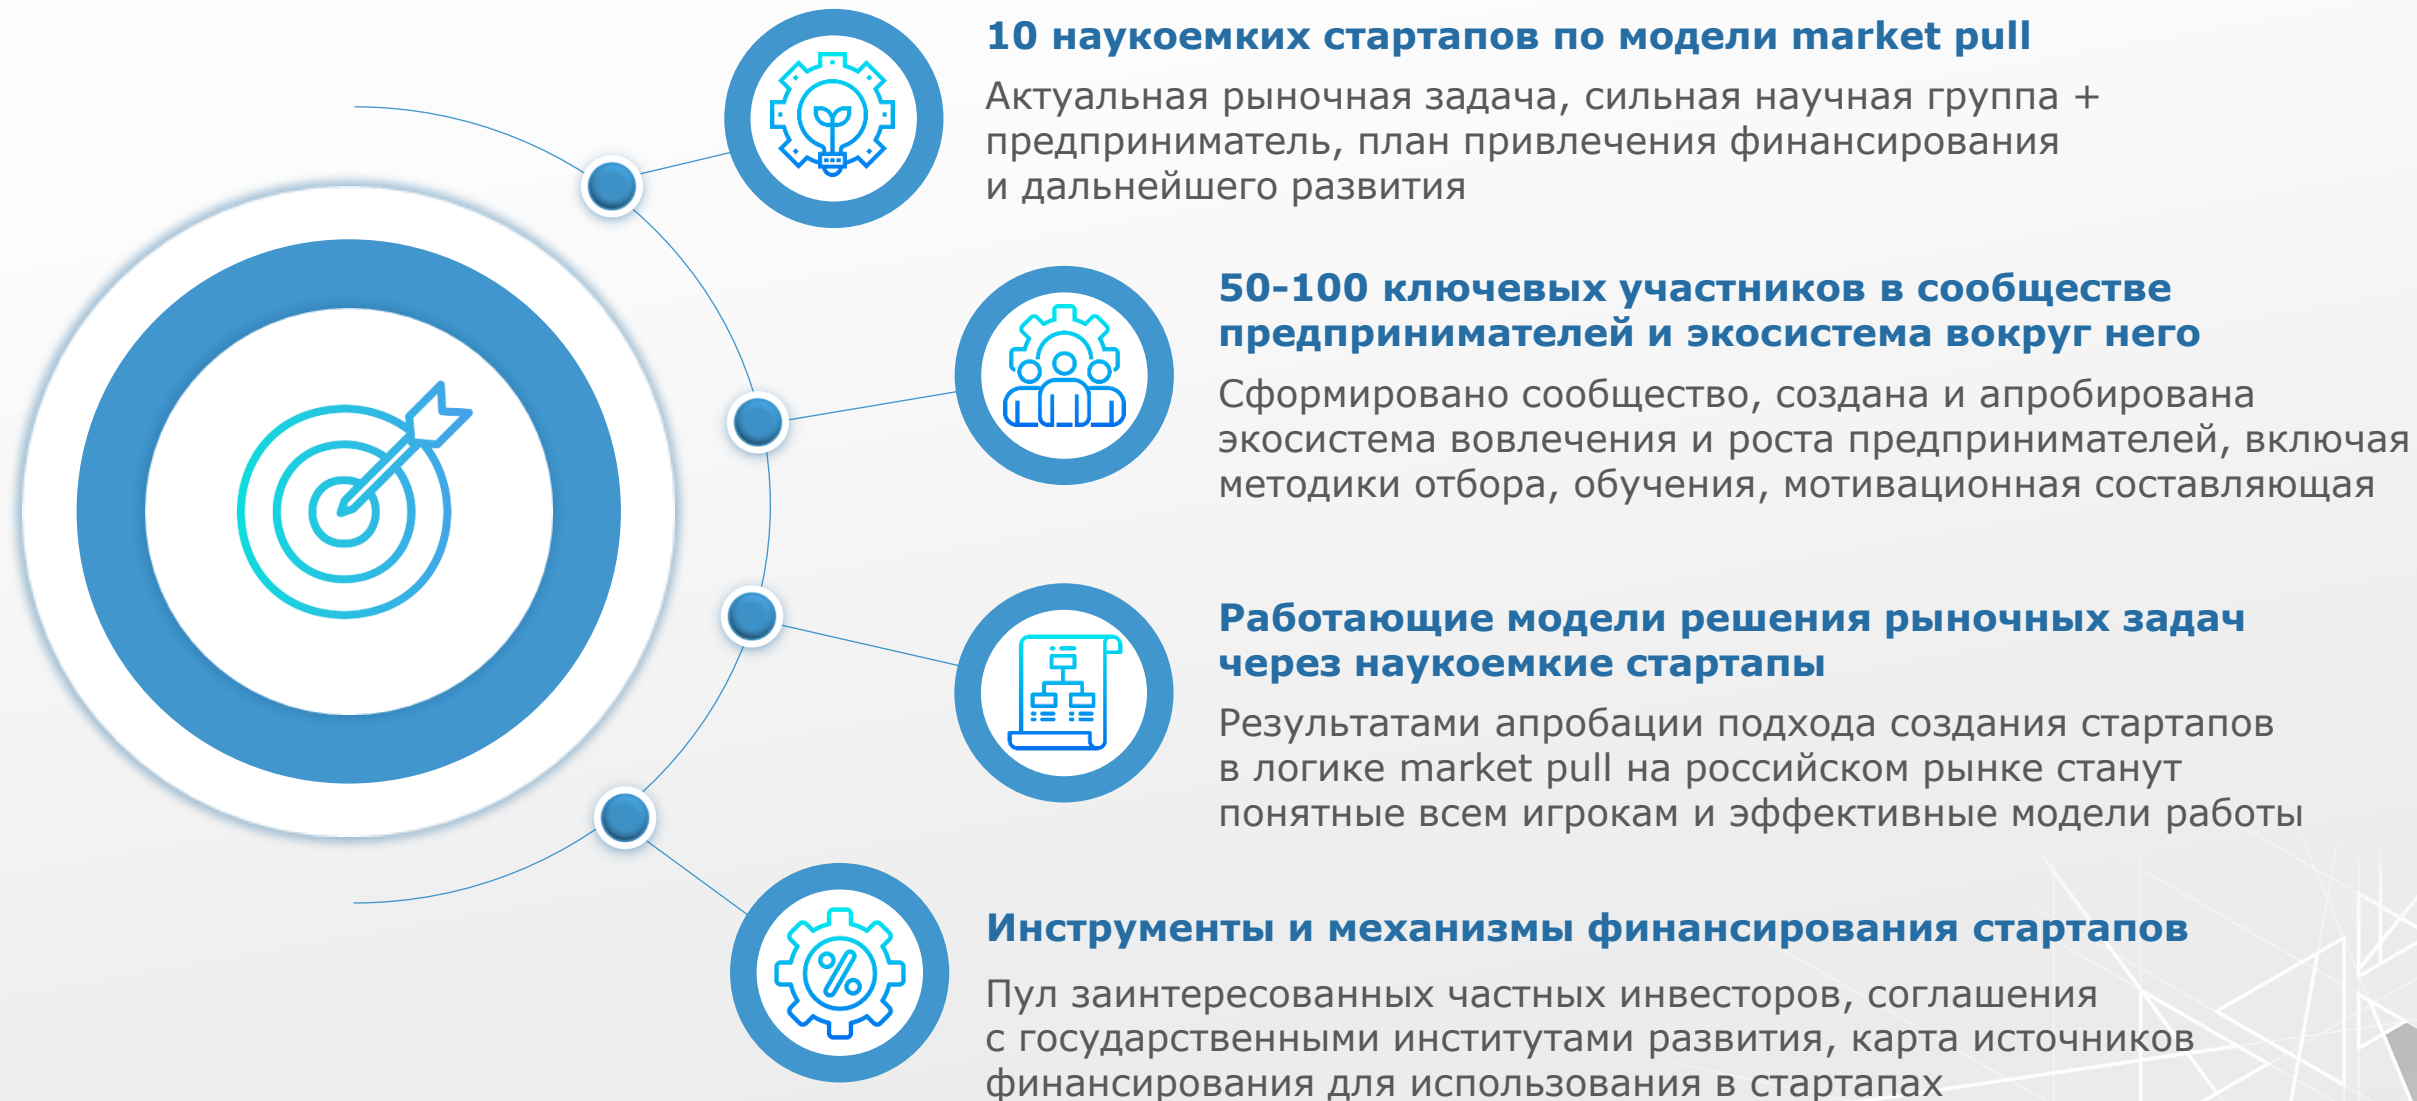 10 наукоемких стартапов по модели market pull
Актуальная рыночная задача, сильная научная группа +
предприниматель, план привлечения финансирования
и дальнейшего развития
50-100 ключевых участников в сообществе
предпринимателей и экосистема вокруг него
Сформировано сообщество, создана и апробирована
экосистема вовлечения и роста предпринимателей, включая
методики отбора, обучения, мотивационная составляющая
Работающие модели решения рыночных задач
через наукоемкие стартапы
Результатами апробации подхода создания стартапов
в логике market pull на российском рынке станут
понятные всем игрокам и эффективные модели работы
Инструменты и механизмы финансирования стартапов
Пул заинтересованных частных инвесторов, соглашения
с государственными институтами развития, карта источников
финансирования для использования в стартапах